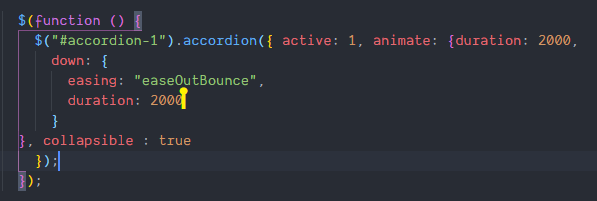 $(function () {
$("#accordion-1").accordion({ active: 1, animate: {duration: 2000,
down: {
easing: "easeOutBounce",
duration: 2000
}
}, collapsible : true
});
});